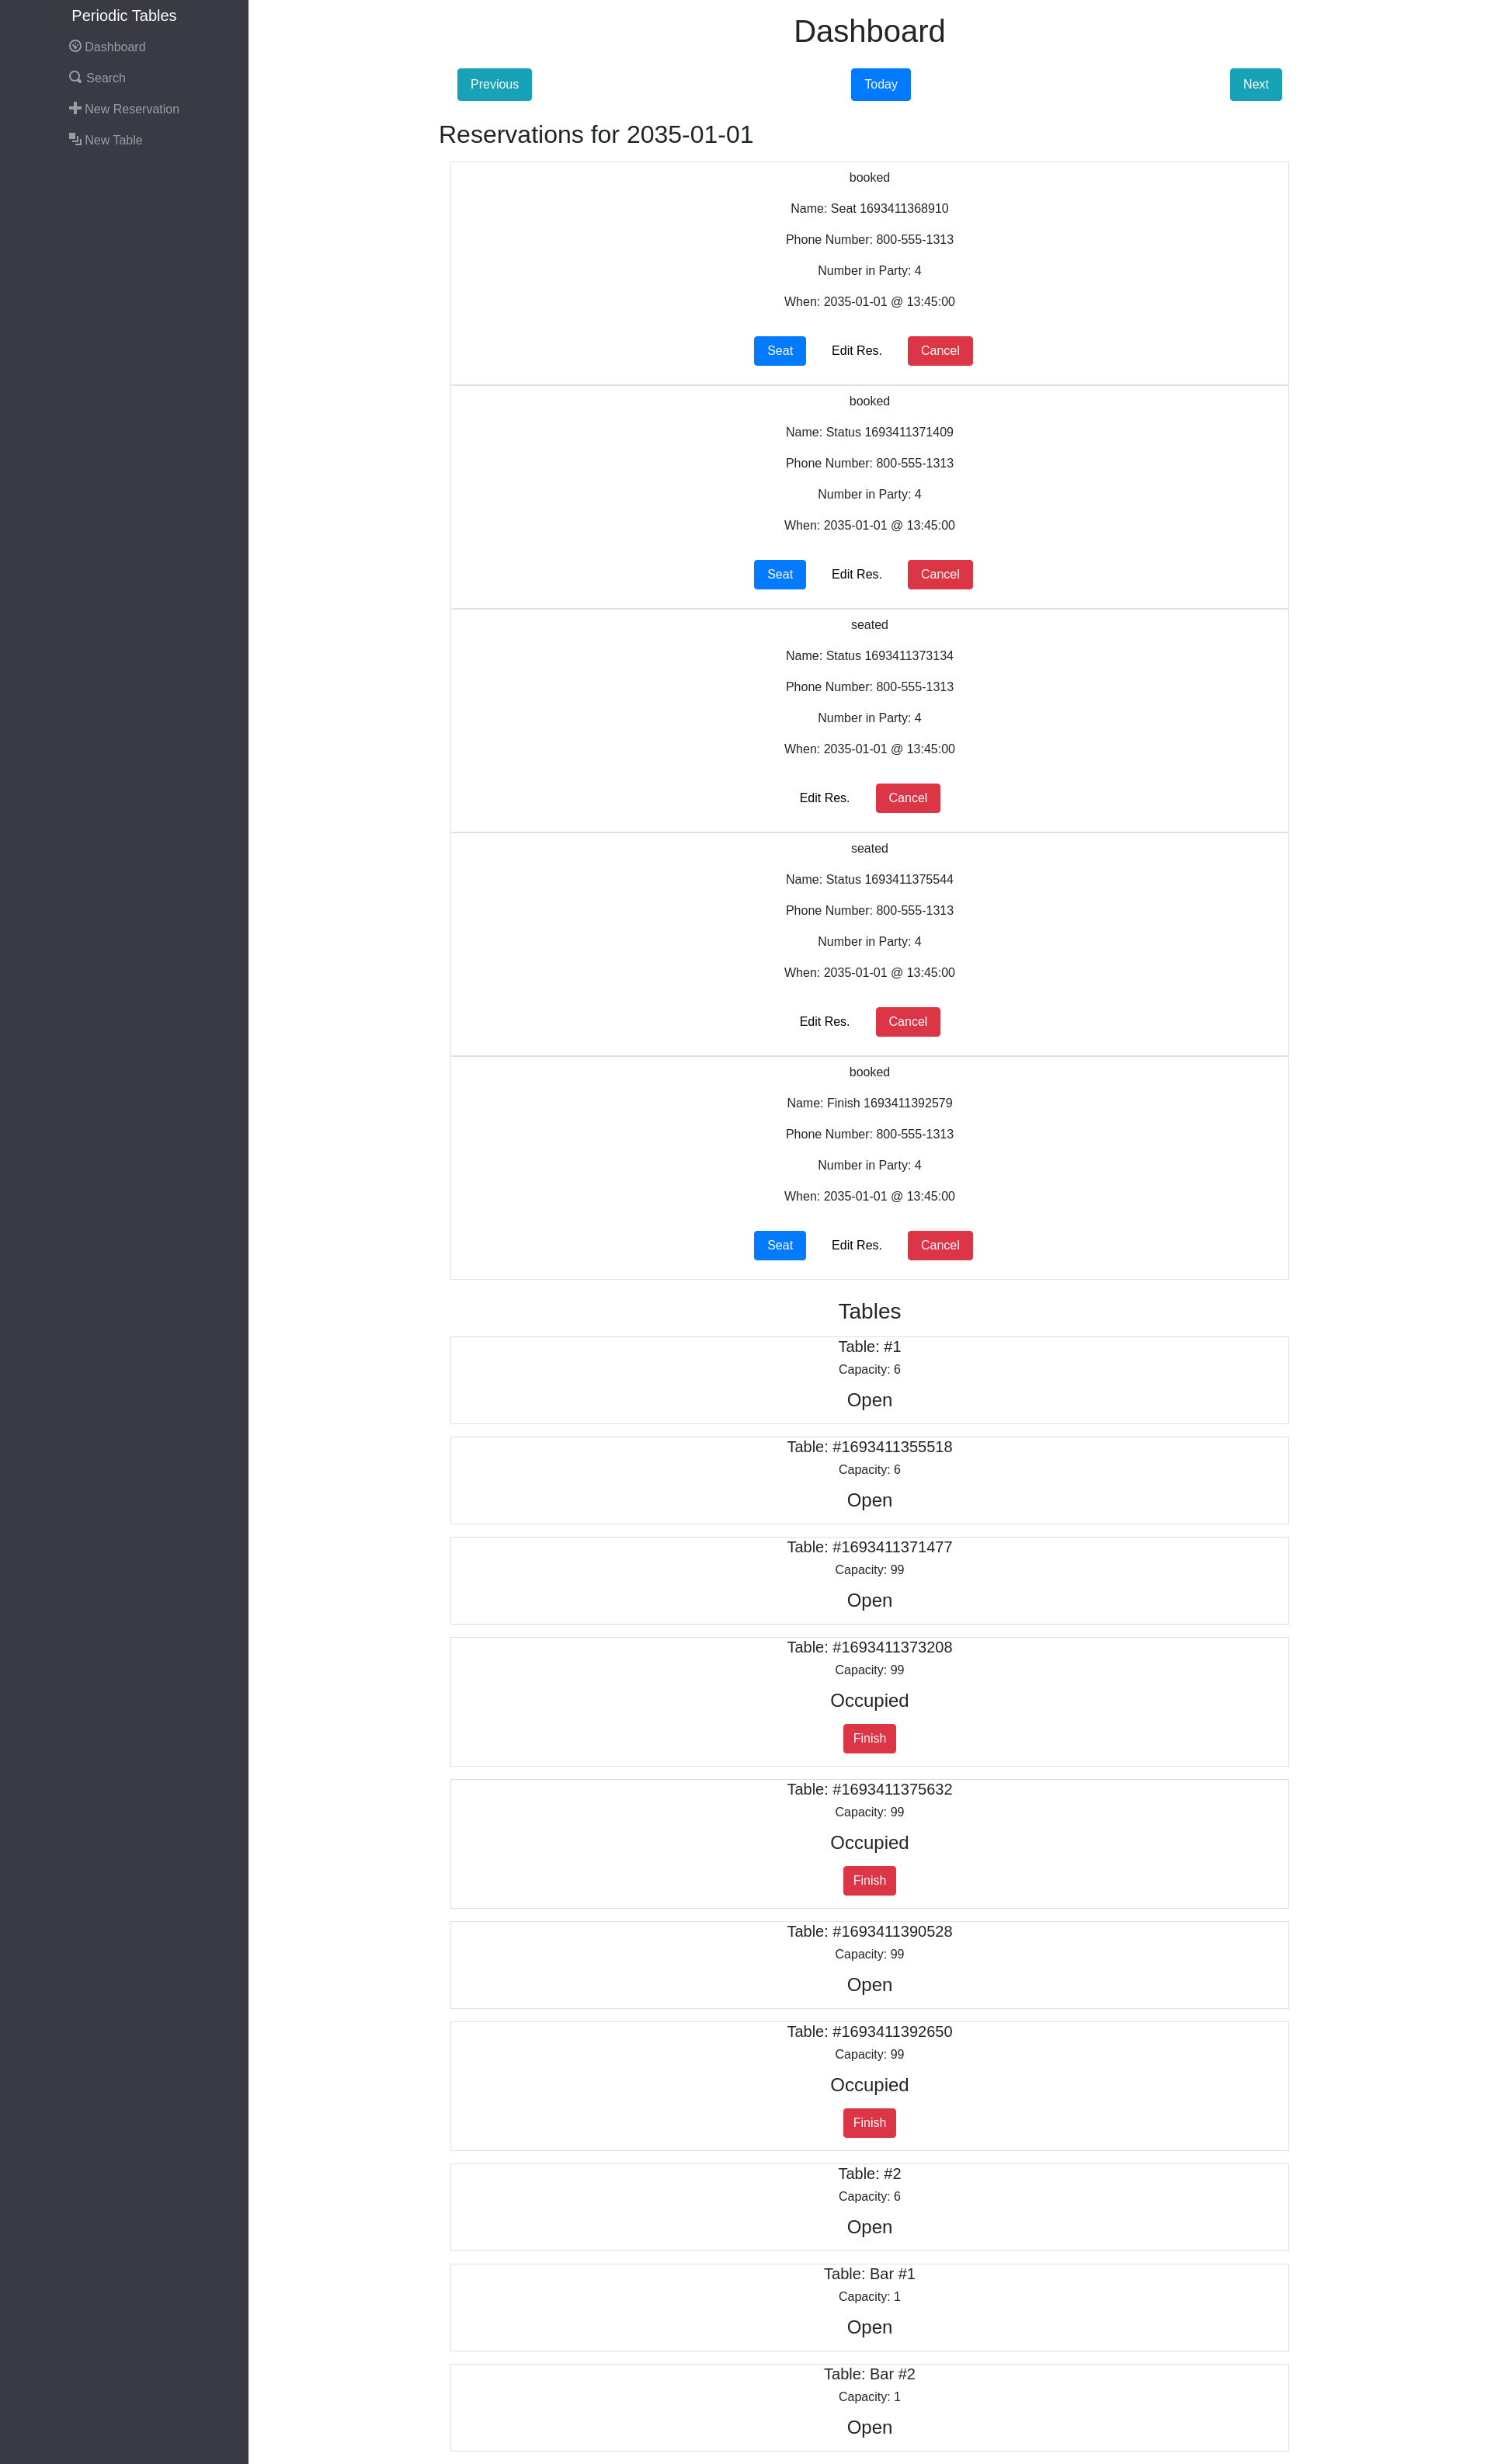 Periodic Tables
Dashboard
Search
New Reservation
New Table
Dashboard
Previous Today Next
Reservations for 2035-01-01
booked
Name: Seat 1693411368910
Phone Number: 800-555-1313
Number in Party: 4
When: 2035-01-01 @ 13:45:00
Seat Edit Res. Cancel
booked
Name: Status 1693411371409
Phone Number: 800-555-1313
Number in Party: 4
When: 2035-01-01 @ 13:45:00
Seat Edit Res. Cancel
seated
Name: Status 1693411373134
Phone Number: 800-555-1313
Number in Party: 4
When: 2035-01-01 @ 13:45:00
Edit Res. Cancel
seated
Name: Status 1693411375544
Phone Number: 800-555-1313
Number in Party: 4
When: 2035-01-01 @ 13:45:00
Edit Res. Cancel
booked
Name: Finish 1693411392579
Phone Number: 800-555-1313
Number in Party: 4
When: 2035-01-01 @ 13:45:00
Seat Edit Res. Cancel
Tables
Table: #1
Capacity: 6
Open
Table: #1693411355518
Capacity: 6
Open
Table: #1693411371477
Capacity: 99
Open
Table: #1693411373208
Capacity: 99
Occupied
Finish
Table: #1693411375632
Capacity: 99
Occupied
Finish
Table: #1693411390528
Capacity: 99
Open
Table: #1693411392650
Capacity: 99
Occupied
Finish
Table: #2
Capacity: 6
Open
Table: Bar #1
Capacity: 1
Open
Table: Bar #2
Capacity: 1
Open